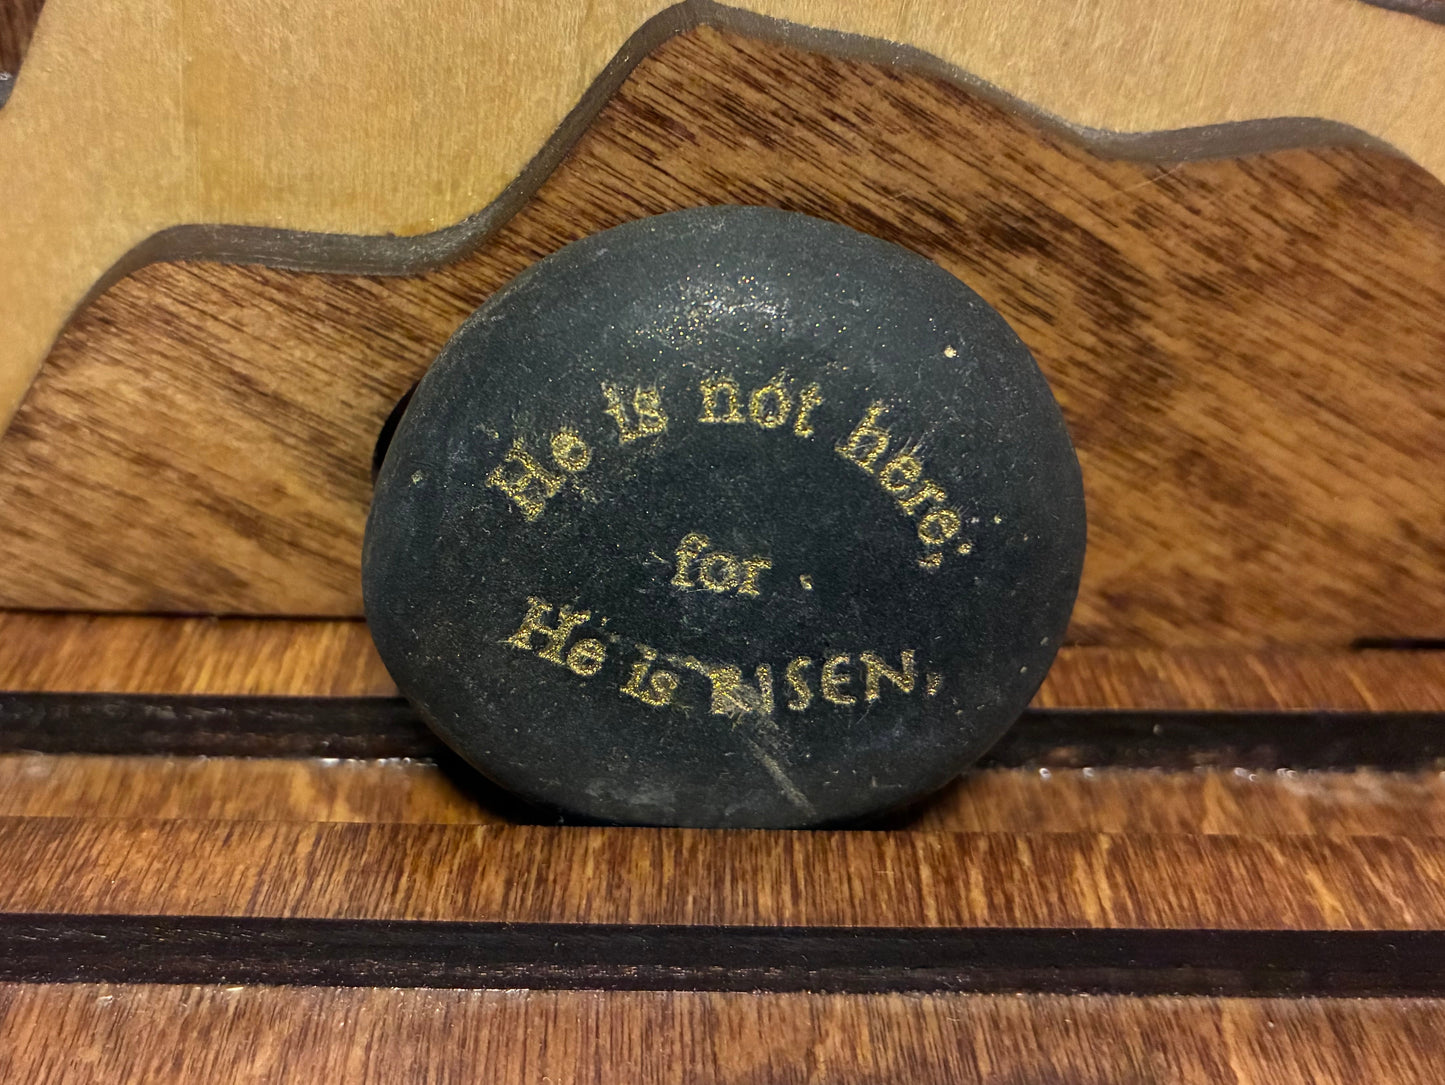 He is not here;
for
He is RISEN,